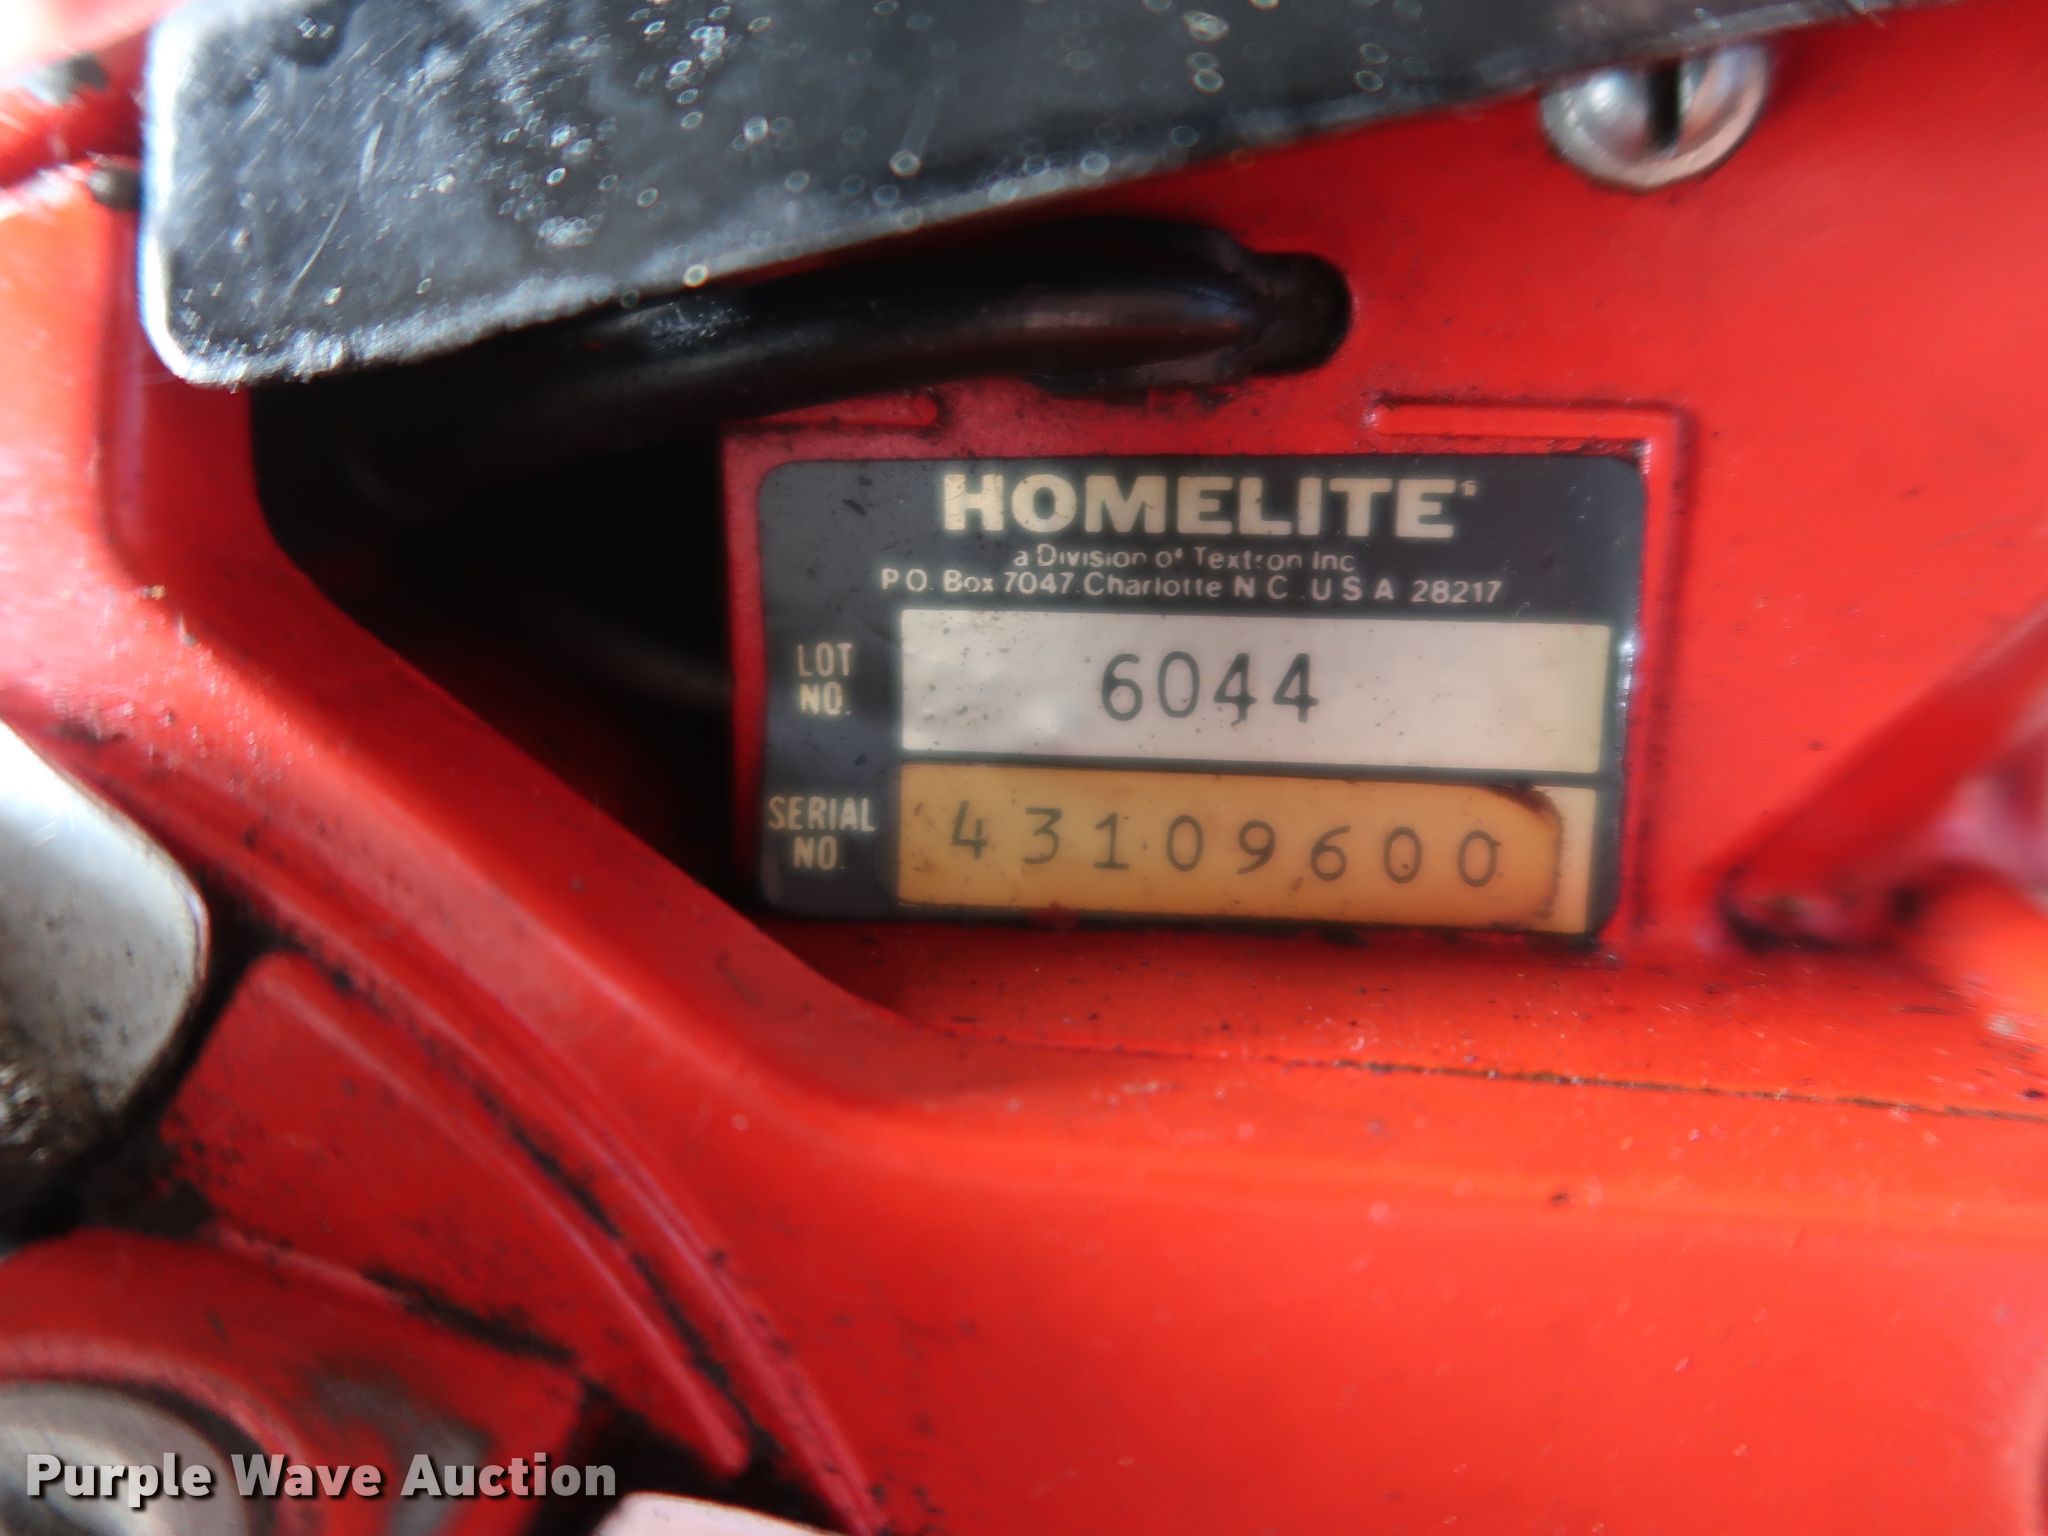 HOMELITE
a Division of Textron Inc
P.O. Box 7047 Charlotte N C U S A 28217
LOT NO. 6044
SERIAL NO. 43109600
Purple Wave Auction